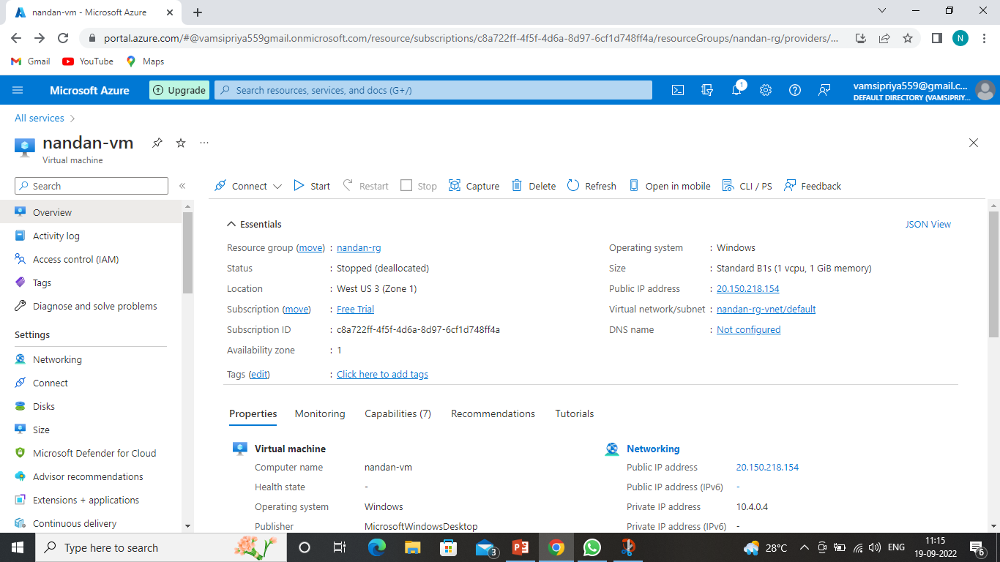 nandan-vm - Microsoft Azure
portal.azure.com/#@vamsipriya559gmail.onmicrosoft.com/resource/subscriptions/c8a722ff-4f5f-4d6a-8d97-6cf1d748ff4a/resourceGroups/nandan-rg/providers/...
N
Gmail YouTube Maps
Microsoft Azure Upgrade Search resources, services, and docs (G+/) 1 vamsipriya559@gmail.c...
DEFAULT DIRECTORY (VAMSIPRIY...
All services
nandan-vm
Virtual machine
Search
Connect Start Restart Stop Capture Delete Refresh Open in mobile CLI / PS Feedback
Overview
Activity log
Access control (IAM)
Tags
Diagnose and solve problems
Settings
Networking
Connect
Disks
Size
Microsoft Defender for Cloud
Advisor recommendations
Extensions + applications
Continuous delivery
Essentials
JSON View
Resource group (move) : nandan-rg
Status : Stopped (deallocated)
Location : West US 3 (Zone 1)
Subscription (move) : Free Trial
Subscription ID : c8a722ff-4f5f-4d6a-8d97-6cf1d748ff4a
Availability zone : 1
Operating system : Windows
Size : Standard B1s (1 vcpu, 1 GiB memory)
Public IP address : 20.150.218.154
Virtual network/subnet : nandan-rg-vnet/default
DNS name : Not configured
Tags (edit) : Click here to add tags
Properties Monitoring Capabilities (7) Recommendations Tutorials
Virtual machine
Computer name nandan-vm
Health state -
Operating system Windows
Publisher MicrosoftWindowsDesktop
Networking
Public IP address 20.150.218.154
Public IP address (IPv6) -
Private IP address 10.4.0.4
Private IP address (IPv6) -
Type here to search
3
28°C
ENG
11:15
19-09-2022
6